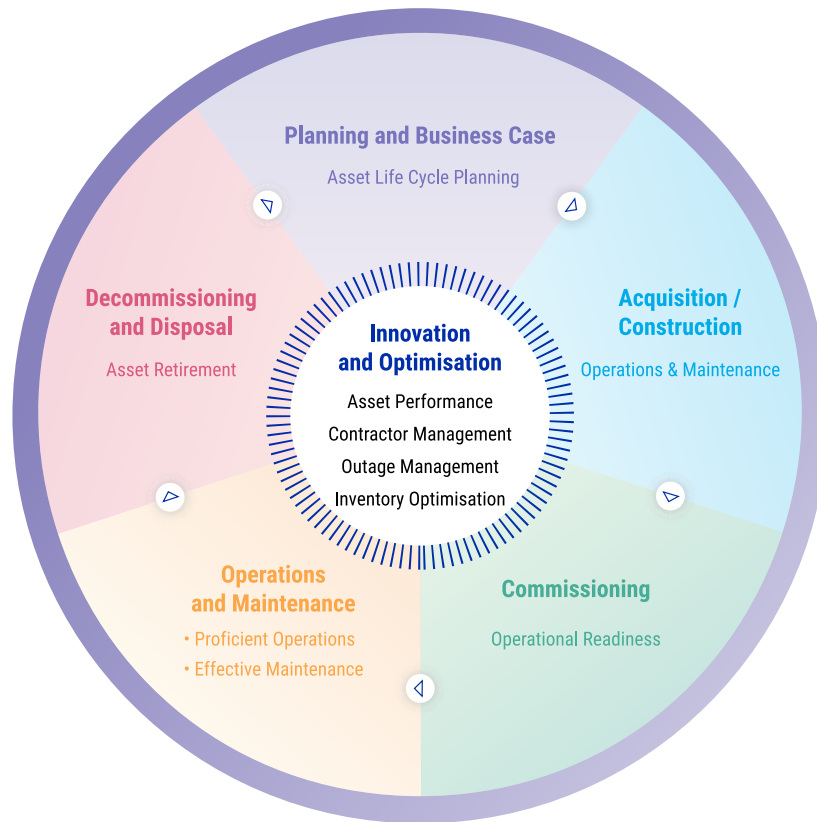 Planning and Business Case
Asset Life Cycle Planning
Acquisition /
Construction
Operations & Maintenance
Commissioning
Operational Readiness
Operations
and Maintenance
• Proficient Operations
• Effective Maintenance
Decommissioning
and Disposal
Asset Retirement
Innovation
and Optimisation
Asset Performance
Contractor Management
Outage Management
Inventory Optimisation